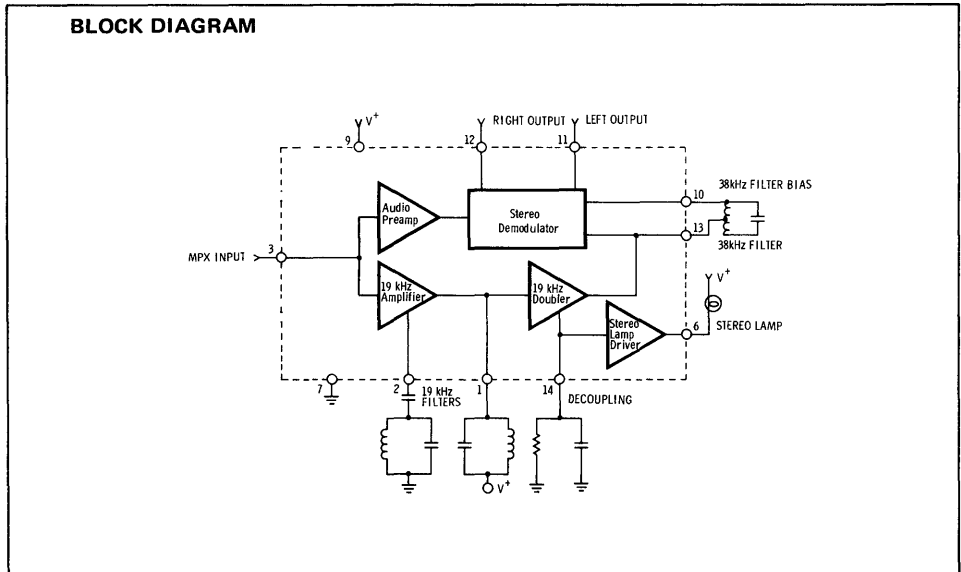 BLOCK DIAGRAM
V+
9
12
RIGHT OUTPUT
11
LEFT OUTPUT
10
38kHz FILTER BIAS
Audio
Preamp
Stereo
Demodulator
13
38kHz FILTER
3
MPX INPUT
19 kHz
Amplifier
19 kHz
Doubler
V+
Stereo
Lamp
Driver
6
STEREO LAMP
7
2
19 kHz
FILTERS
1
14
DECOUPLING
V+